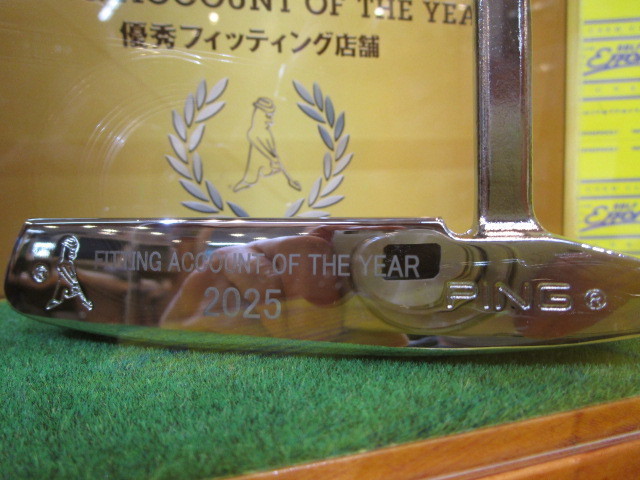 ACCOUNT OF THE YEA
優秀フィッティング店舗
FITTING ACCOUNT OF THE YEAR
2025
PING ®